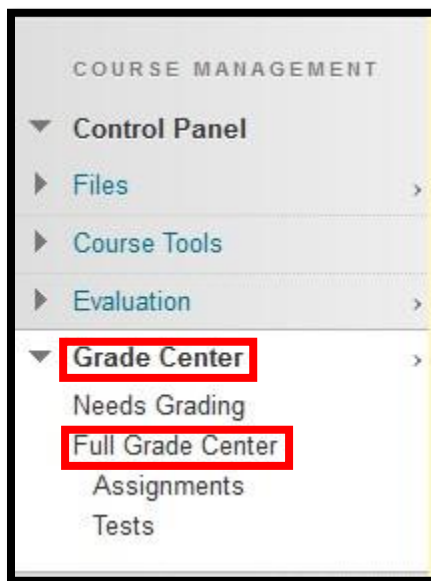 COURSE MANAGEMENT
Control Panel
Files
Course Tools
Evaluation
Grade Center
Needs Grading
Full Grade Center
Assignments
Tests